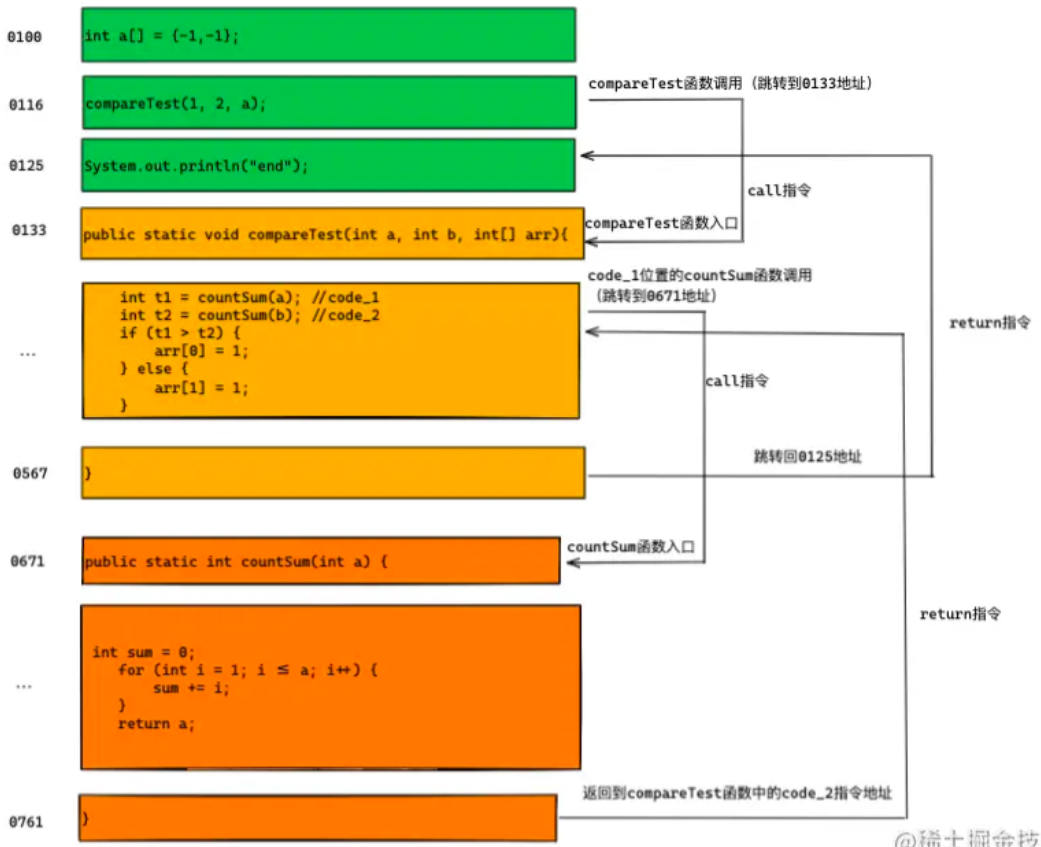 0100
int a[] = {-1,-1};
0116
compareTest(1, 2, a);
compareTest函数调用（跳转到0133地址）
0125
System.out.println("end");
call指令
0133
public static void compareTest(int a, int b, int[] arr){
compareTest函数入口
code_1位置的countSum函数调用
（跳转到0671地址）
int t1 = countSum(a); //code_1
int t2 = countSum(b); //code_2
if (t1 > t2) {
return指令
...
arr[0] = 1;
} else {
call指令
arr[1] = 1;
}
跳转回0125地址
0567
}
countSum函数入口
0671
public static int countSum(int a) {
return指令
int sum = 0;
for (int i = 1; i ≤ a; i++) {
...
sum += i;
}
return a;
返回到compareTest函数中的code_2指令地址
0761
}
@稀土掘金技